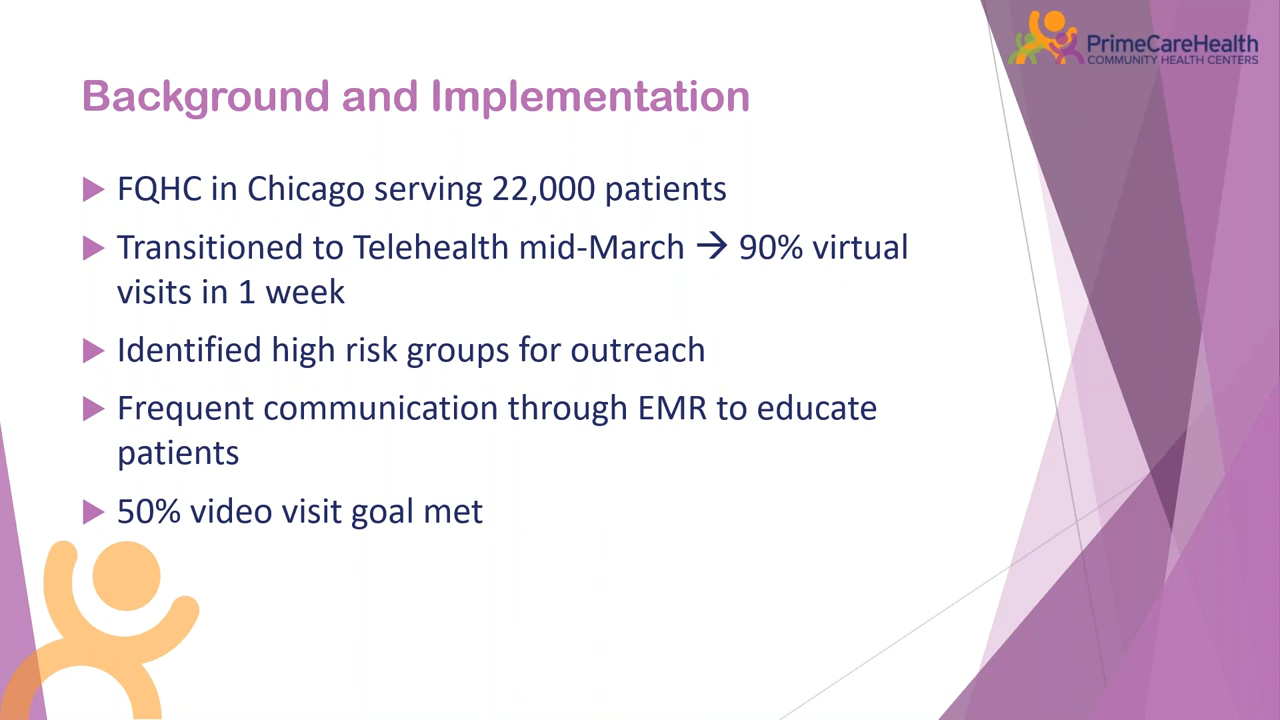 PrimeCareHealth
COMMUNITY HEALTH CENTERS
Background and Implementation
FQHC in Chicago serving 22,000 patients
Transitioned to Telehealth mid-March → 90% virtual
visits in 1 week
Identified high risk groups for outreach
Frequent communication through EMR to educate
patients
50% video visit goal met